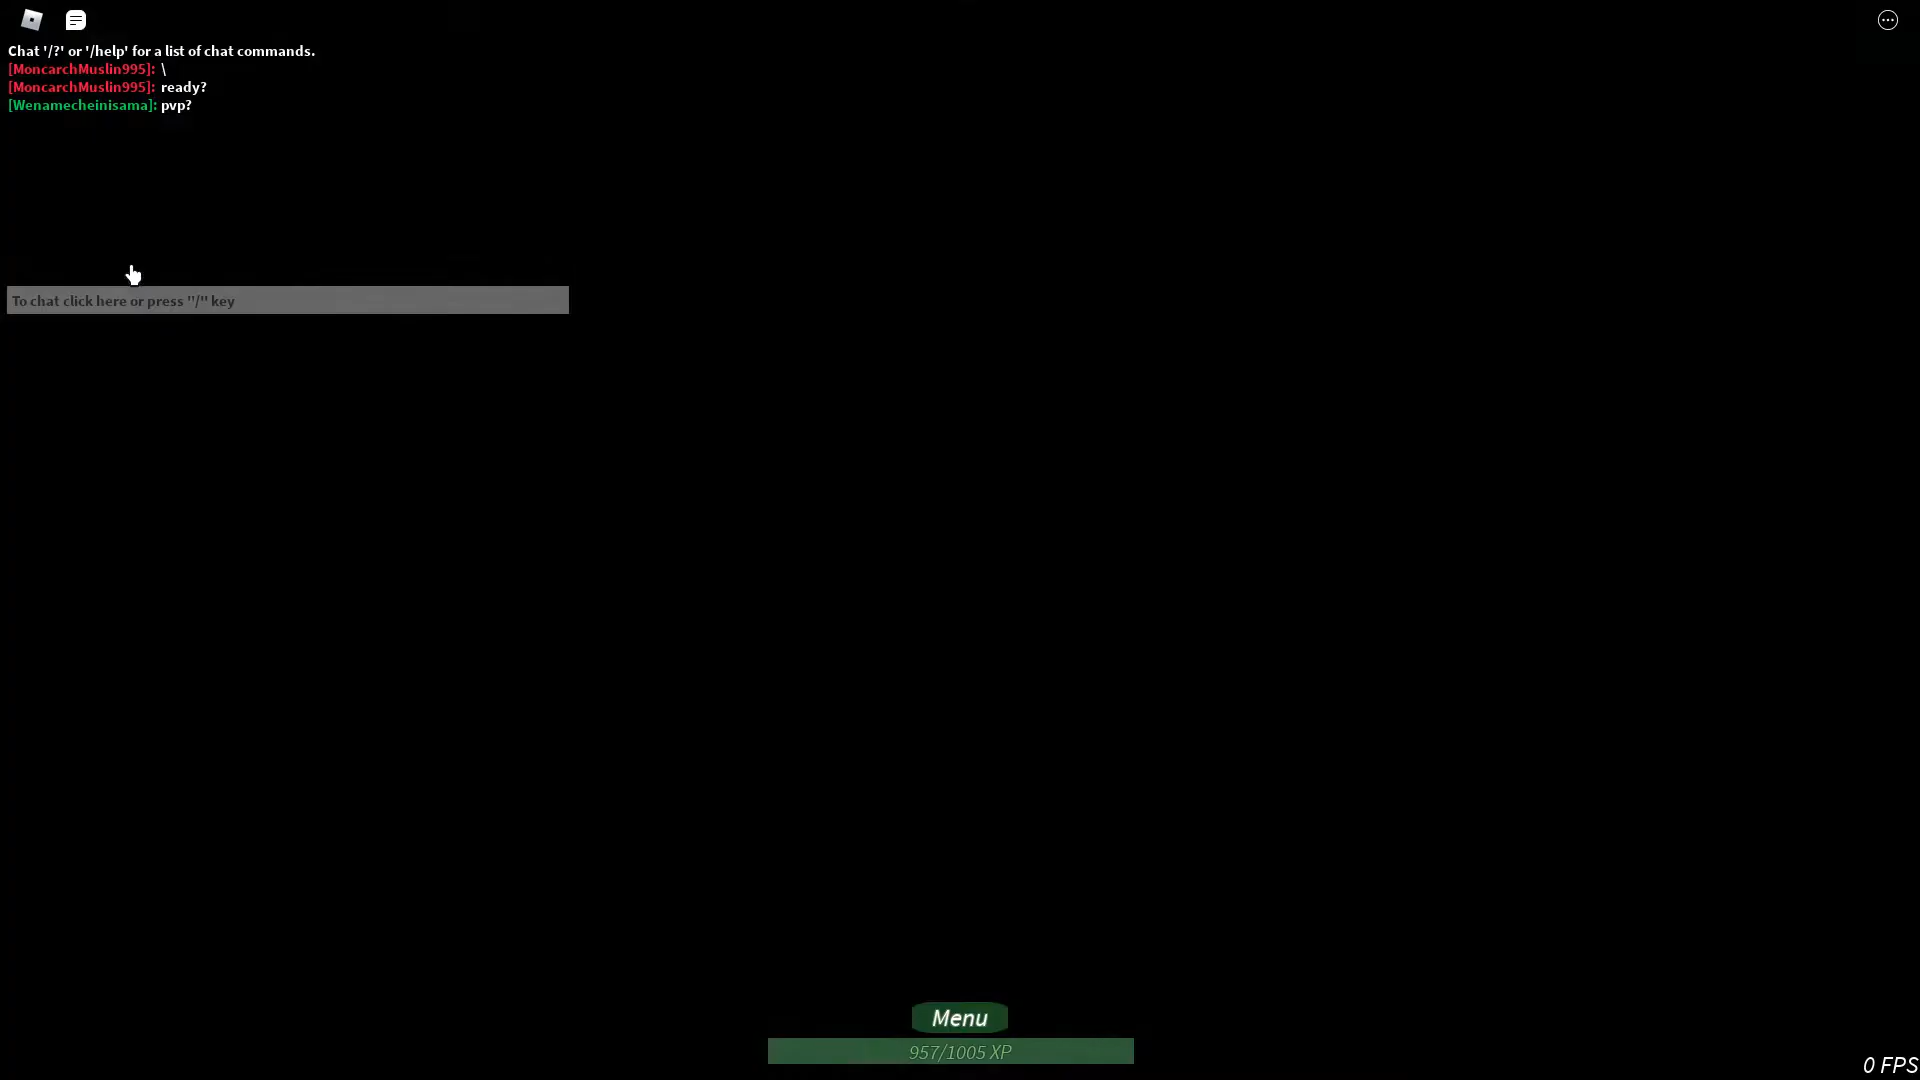 Chat '/?' or '/help' for a list of chat commands.
[MoncarchMuslin995]: \
[MoncarchMuslin995]: ready?
[Wenamecheinisama]: pvp?
To chat click here or press "/" key
Menu
957/1005 XP
0 FPS